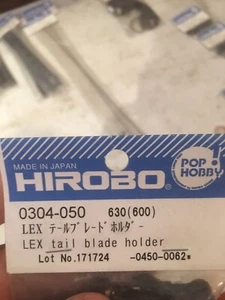 MADE IN JAPAN
HIROBO
POP!
HOBBY
0304-050 630(600)
LEX ﾃｰﾙﾌﾞﾚｰﾄﾞﾎﾙﾀﾞｰ
LEX tail blade holder
Lot No.171724 -0450-0062*